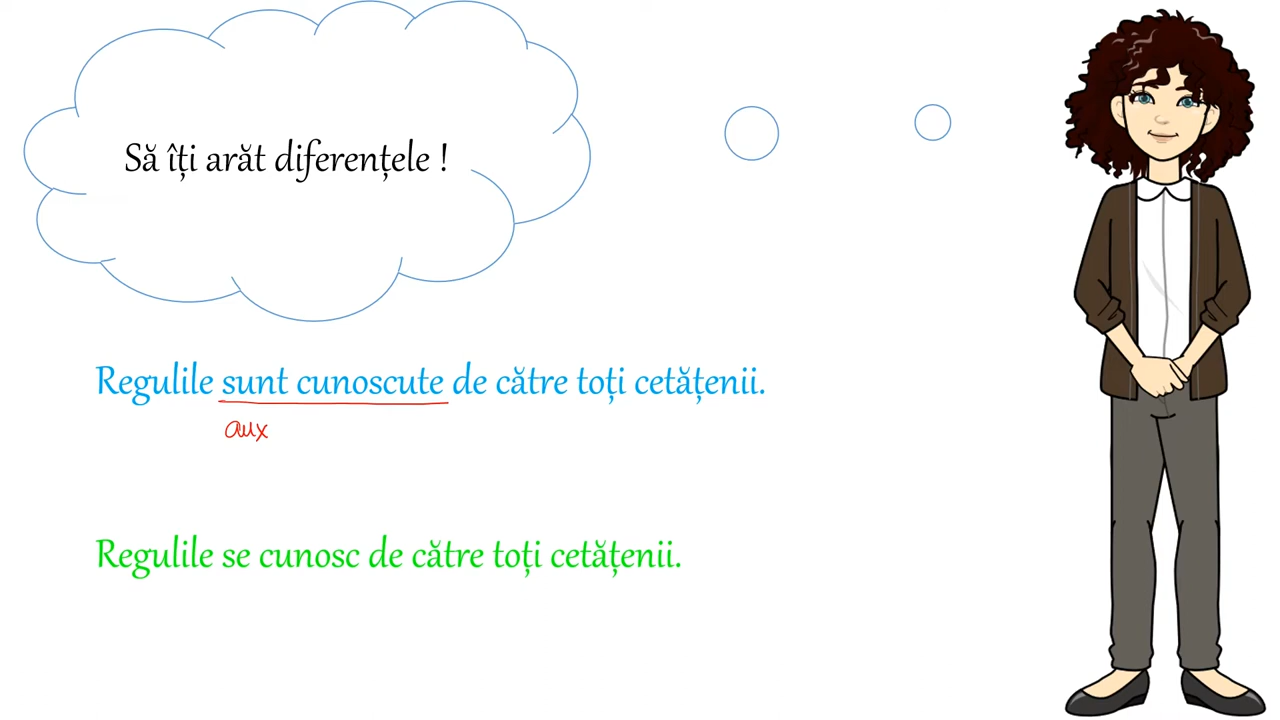 Să îți arăt diferențele !
Regulile sunt cunoscute de către toți cetățenii.
aux
Regulile se cunosc de către toți cetățenii.